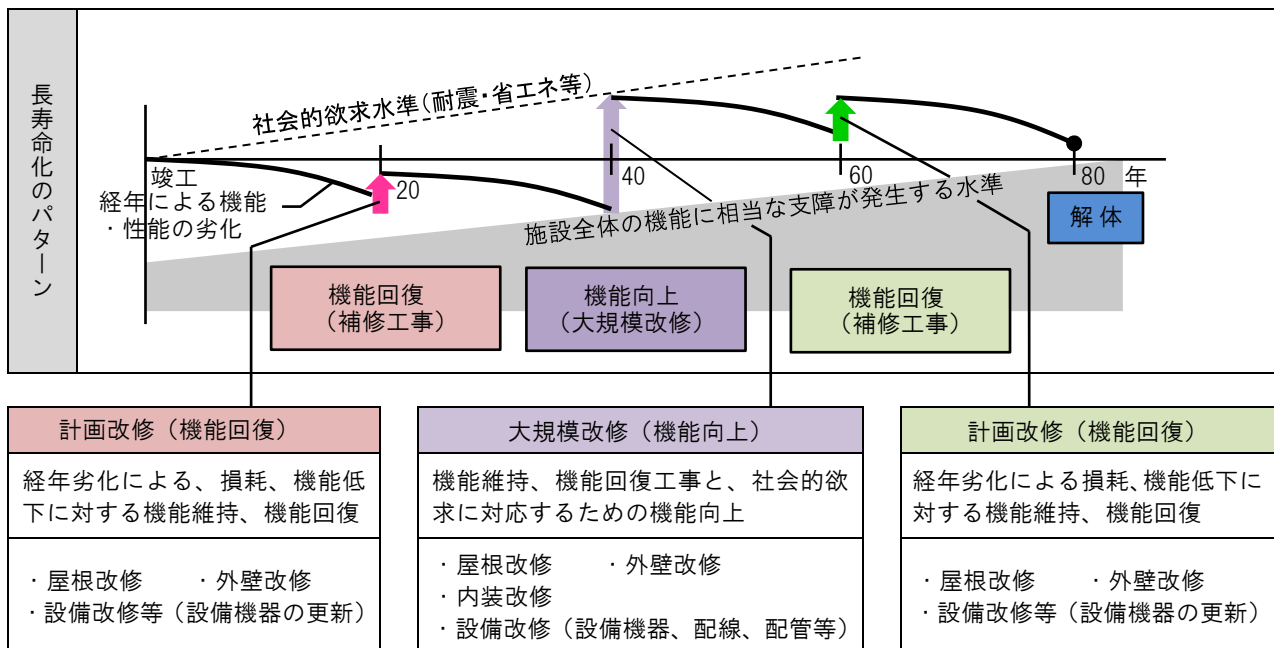 長寿命化のパターン
社会的欲求水準(耐震・省エネ等)
竣工
20
40
60
80 年
経年による機能
・性能の劣化
施設全体の機能に相当な支障が発生する水準
解体
機能回復
(補修工事)
機能向上
(大規模改修)
機能回復
(補修工事)
計画改修(機能回復)
経年劣化による、損耗、機能低
下に対する機能維持、機能回復
・屋根改修 ・外壁改修
・設備改修等(設備機器の更新)
大規模改修(機能向上)
機能維持、機能回復工事と、社会的欲
求に対応するための機能向上
・屋根改修 ・外壁改修
・内装改修
・設備改修(設備機器、配線、配管等)
計画改修(機能回復)
経年劣化による損耗、機能低下に
対する機能維持、機能回復
・屋根改修 ・外壁改修
・設備改修等(設備機器の更新)